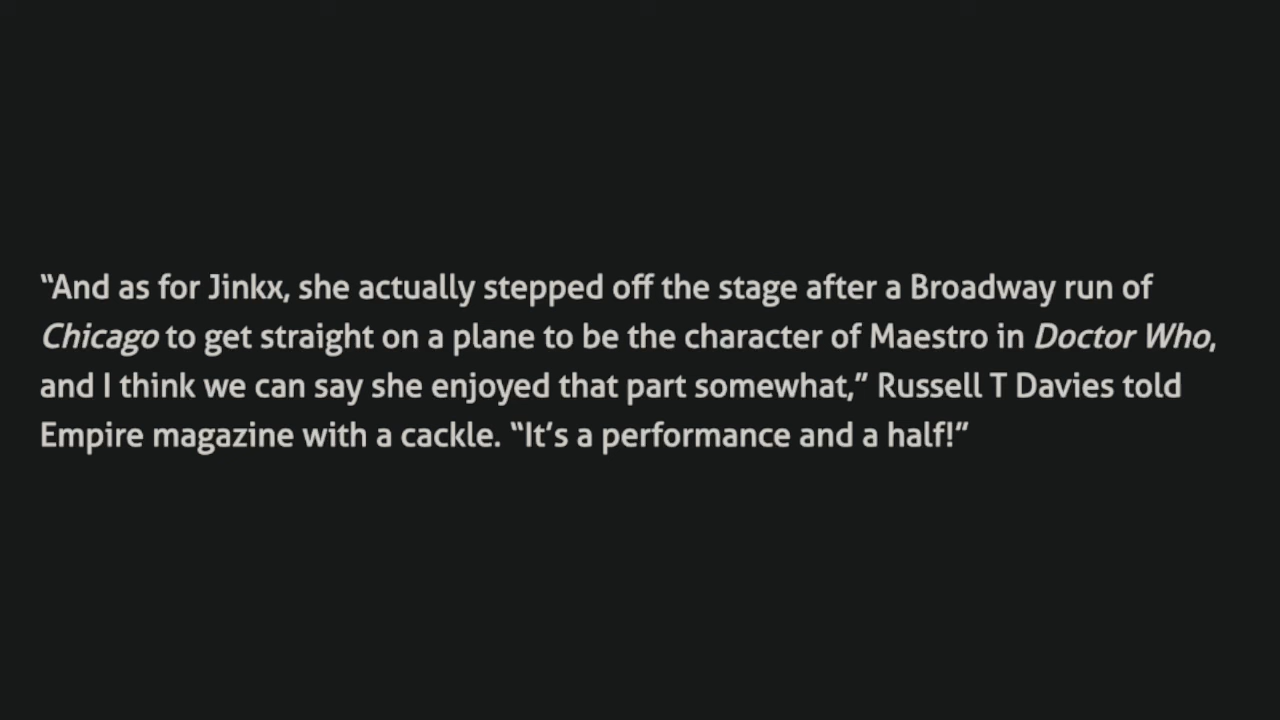 “And as for Jinkx, she actually stepped off the stage after a Broadway run of
Chicago to get straight on a plane to be the character of Maestro in Doctor Who,
and I think we can say she enjoyed that part somewhat,” Russell T Davies told
Empire magazine with a cackle. “It’s a performance and a half!”